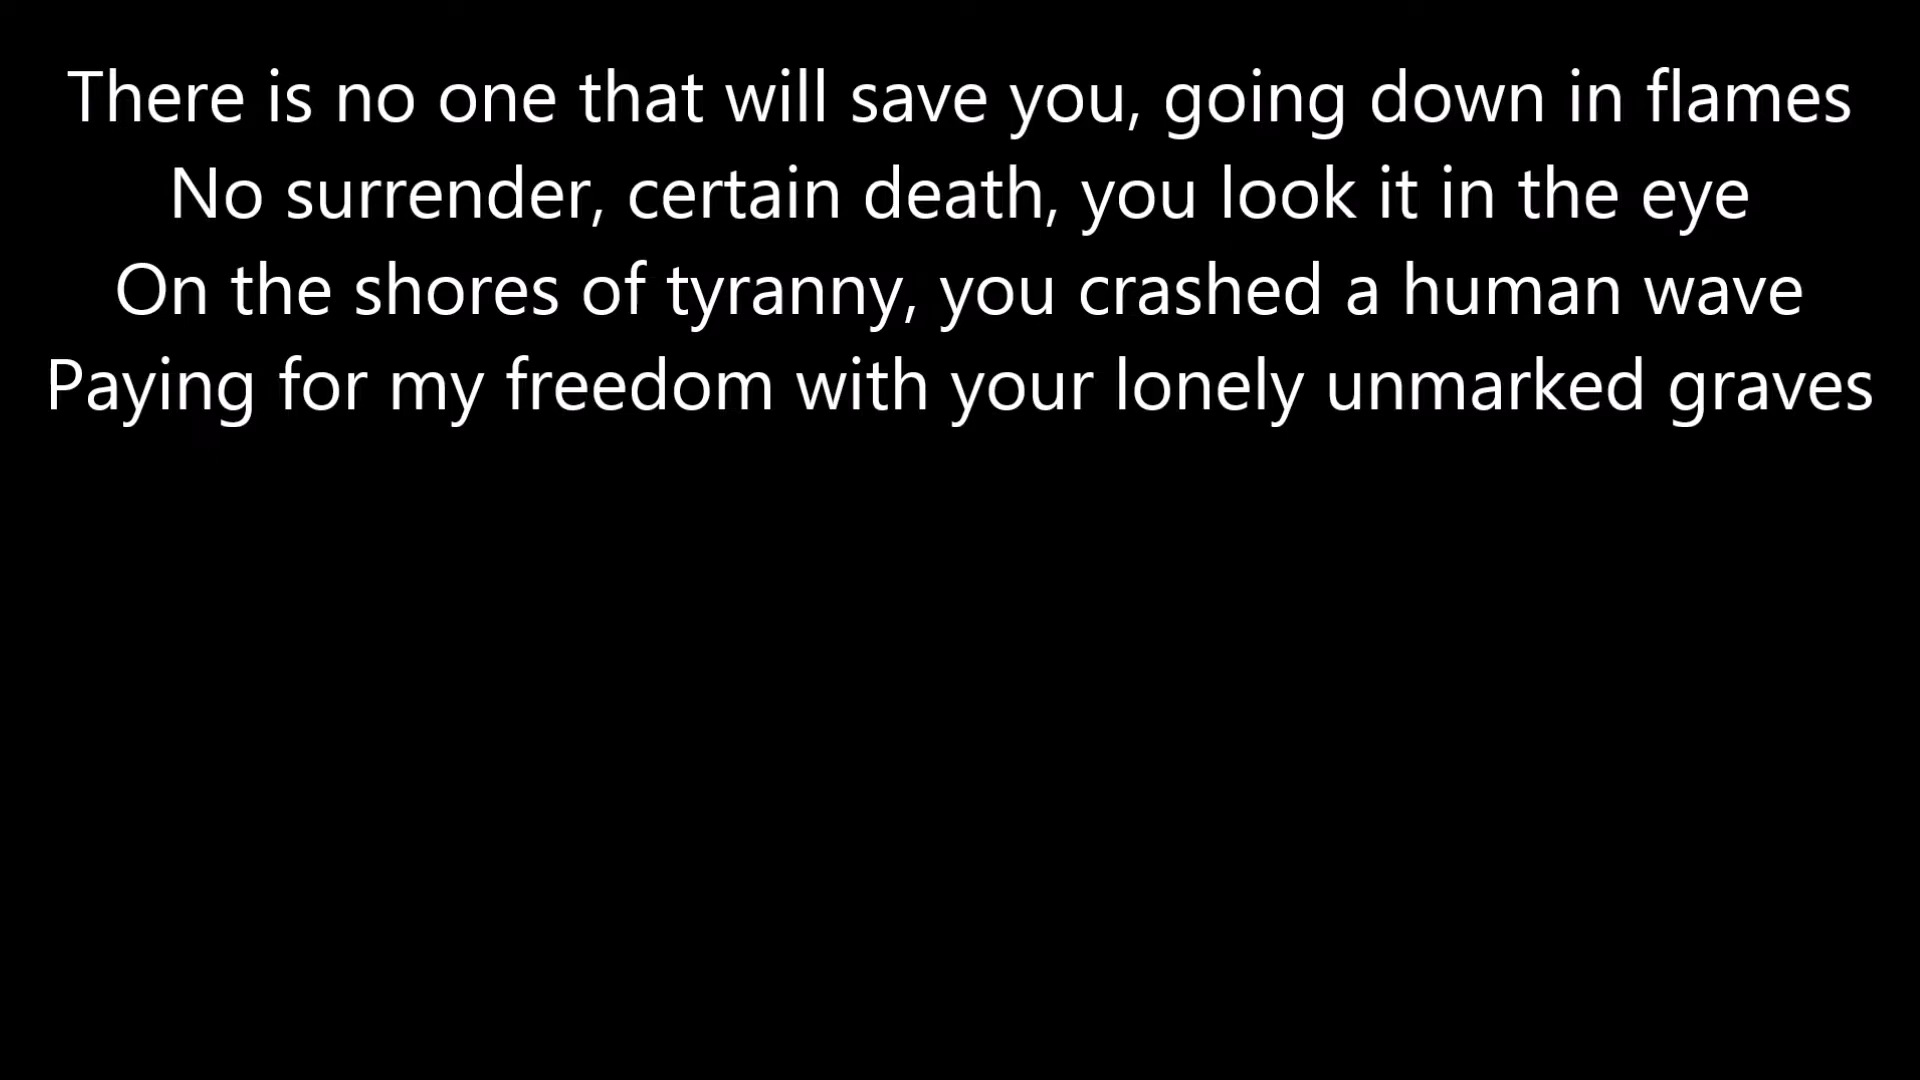 There is no one that will save you, going down in flames
No surrender, certain death, you look it in the eye
On the shores of tyranny, you crashed a human wave
Paying for my freedom with your lonely unmarked graves